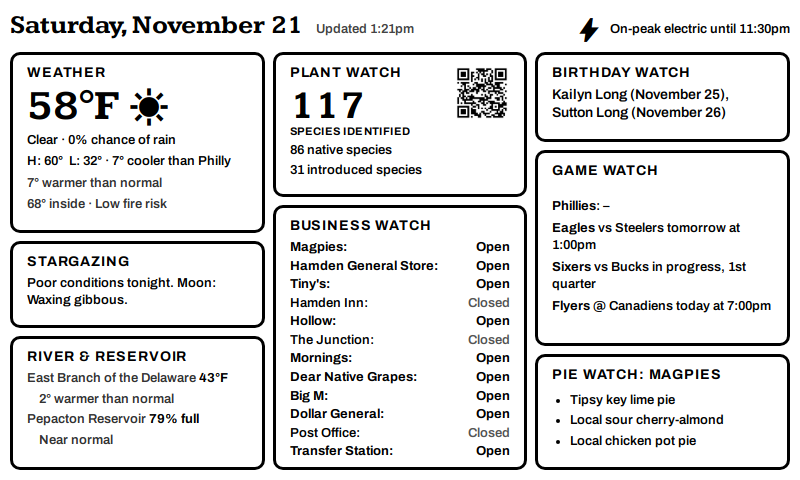 Saturday, November 21 Updated 1:21pm
On-peak electric until 11:30pm
WEATHER
58°F
Clear · 0% chance of rain
H: 60° L: 32° · 7° cooler than Philly
7° warmer than normal
68° inside · Low fire risk
STARGAZING
Poor conditions tonight. Moon:
Waxing gibbous.
RIVER & RESERVOIR
East Branch of the Delaware 43°F
2° warmer than normal
Pepacton Reservoir 79% full
Near normal
PLANT WATCH
117
SPECIES IDENTIFIED
86 native species
31 introduced species
BUSINESS WATCH
Magpies: Open
Hamden General Store: Open
Tiny's: Open
Hamden Inn: Closed
Hollow: Open
The Junction: Closed
Mornings: Open
Dear Native Grapes: Open
Big M: Open
Dollar General: Open
Post Office: Closed
Transfer Station: Open
BIRTHDAY WATCH
Kailyn Long (November 25),
Sutton Long (November 26)
GAME WATCH
Phillies: –
Eagles vs Steelers tomorrow at
1:00pm
Sixers vs Bucks in progress, 1st
quarter
Flyers @ Canadiens today at 7:00pm
PIE WATCH: MAGPIES
• Tipsy key lime pie
• Local sour cherry-almond
• Local chicken pot pie